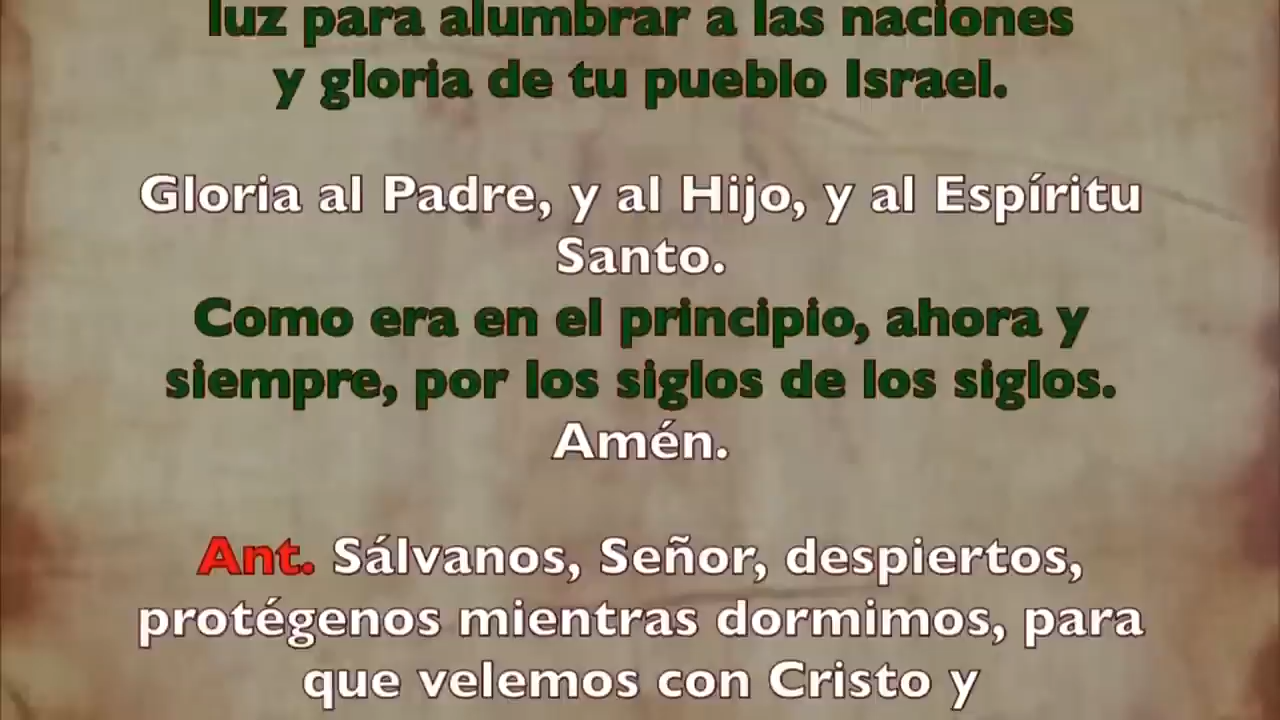 luz para alumbrar a las naciones
y gloria de tu pueblo Israel.
Gloria al Padre, y al Hijo, y al Espíritu
Santo.
Como era en el principio, ahora y
siempre, por los siglos de los siglos.
Amén.
Ant. Sálvanos, Señor, despiertos,
protégenos mientras dormimos, para
que velemos con Cristo y